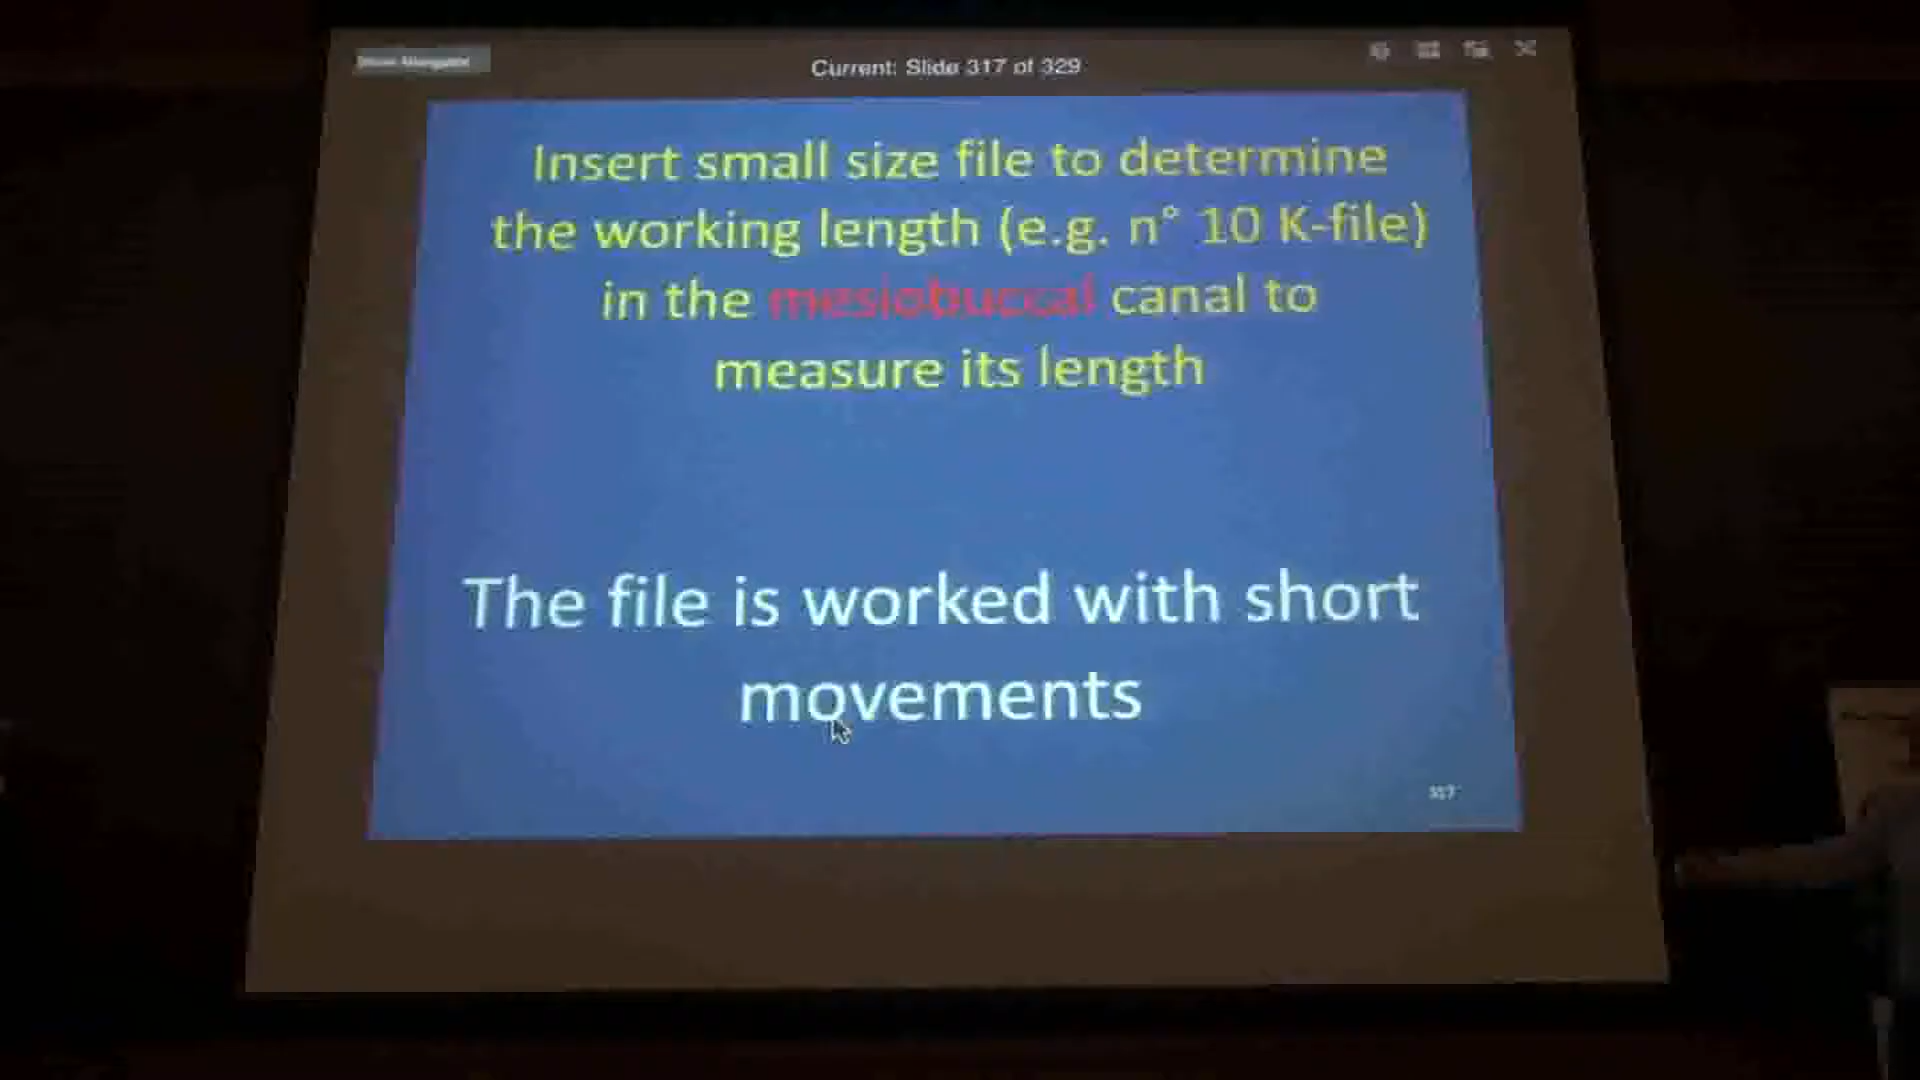 Current: Slide 317 of 329
Insert small size file to determine
the working length (e.g. n° 10 K-file)
in the mesiobuccal canal to
measure its length
The file is worked with short
movements
317